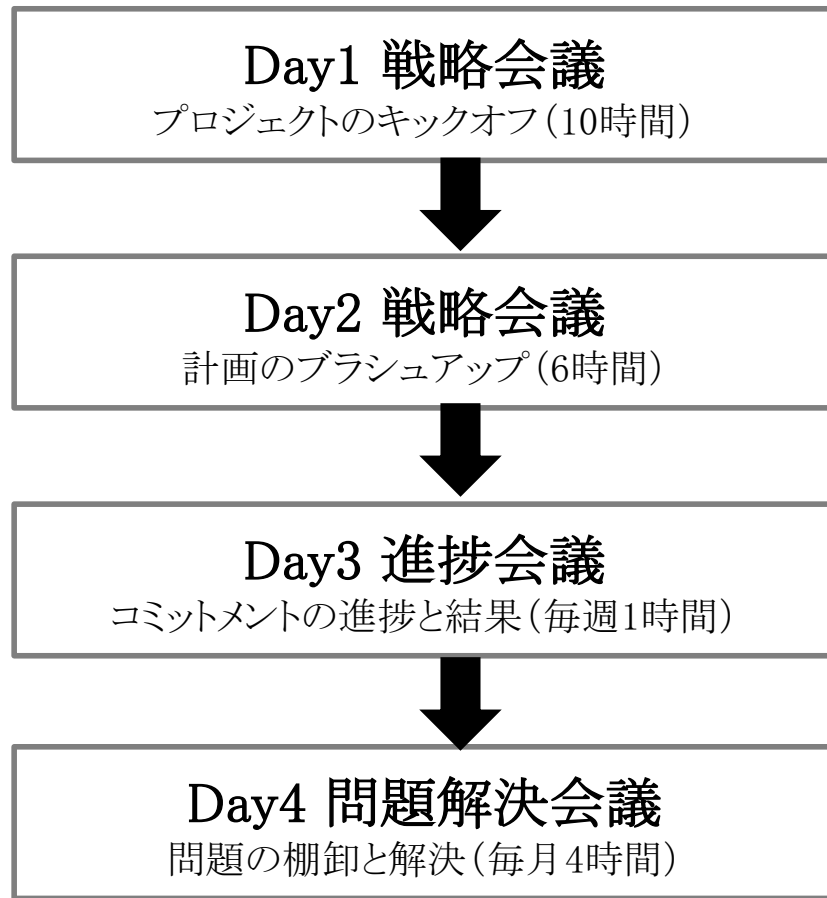 Day1 戦略会議
プロジェクトのキックオフ(10時間)
Day2 戦略会議
計画のブラシュアップ(6時間)
Day3 進捗会議
コミットメントの進捗と結果(毎週1時間)
Day4 問題解決会議
問題の棚卸と解決(毎月4時間)